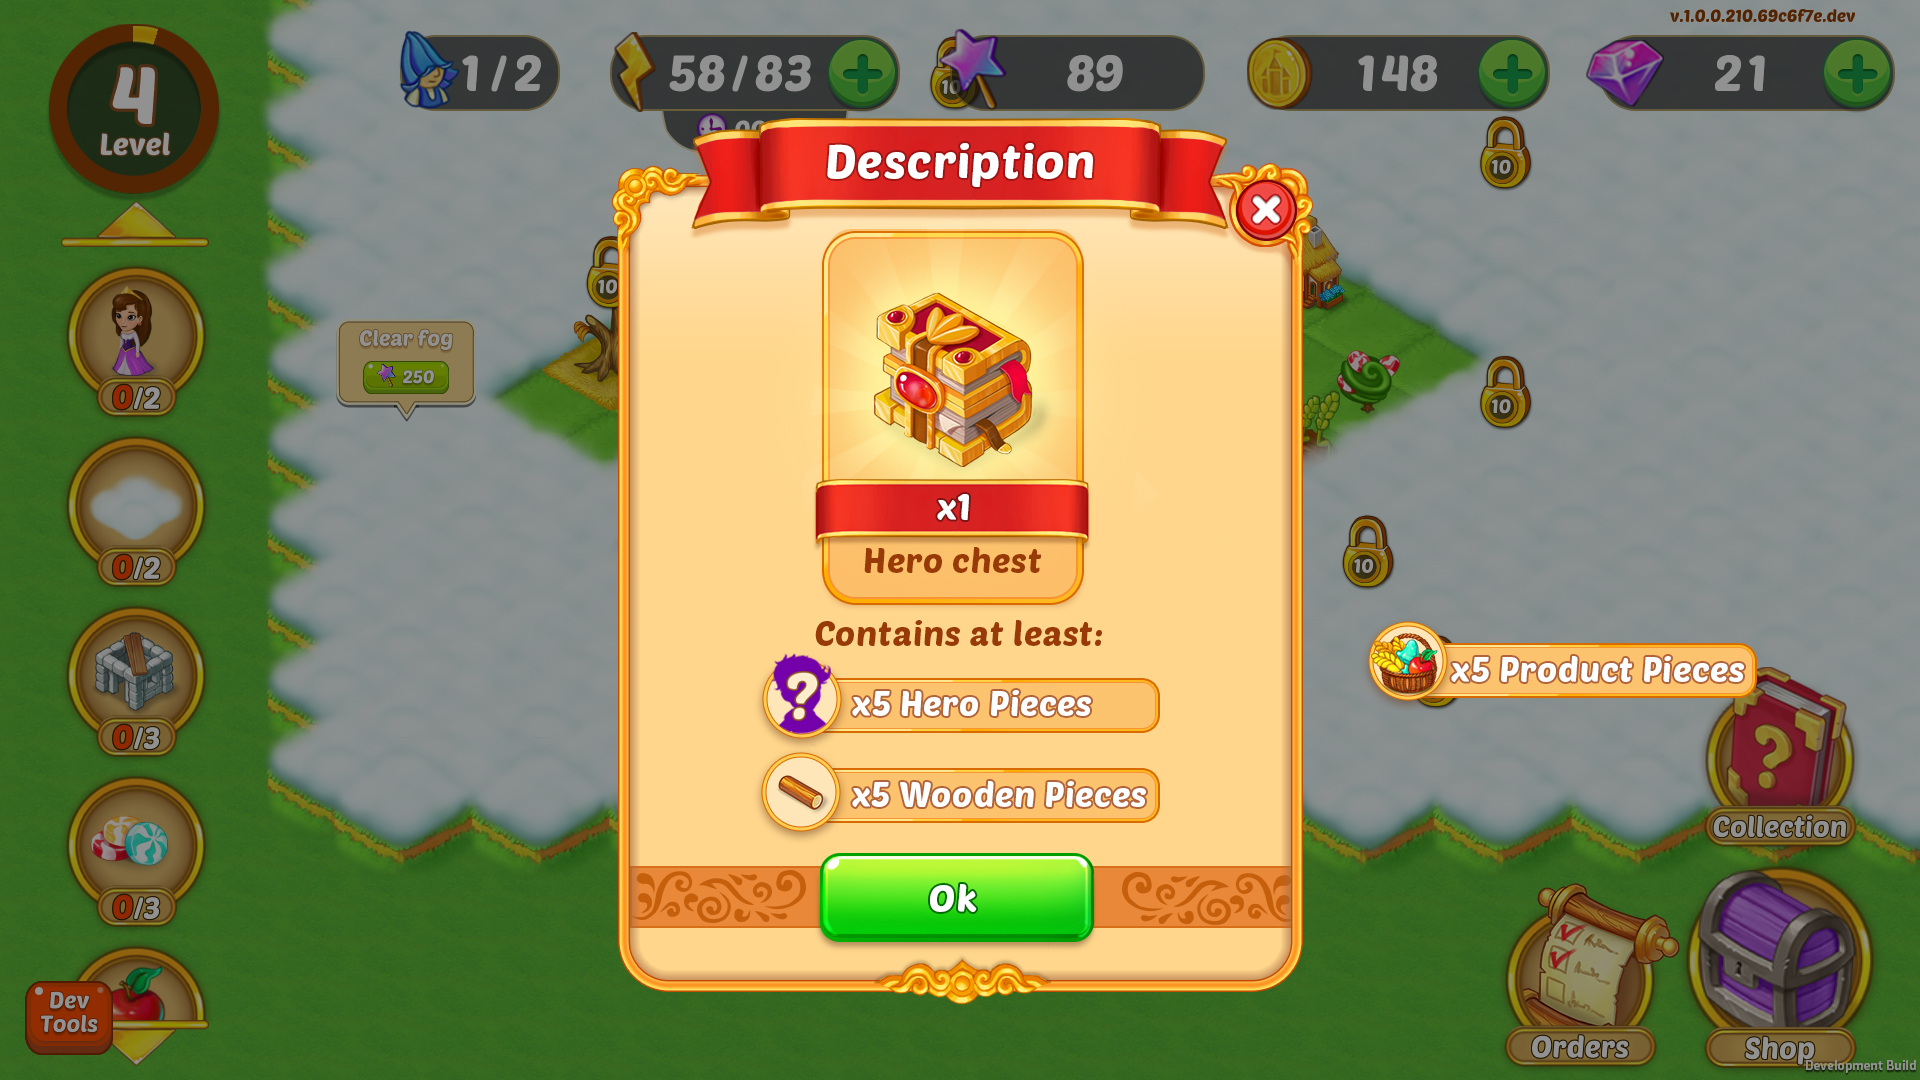 v.1.0.0.210.69c6f7e.dev
4
Level
1/2
58/83
10
89
148
21
Description
10
10
Clear fog
250
0/2
x1
Hero chest
10
Contains at least:
0/2
10
x5 Hero Pieces
x5 Product Pieces
0/3
x5 Wooden Pieces
Collection
Ok
0/3
Dev
Tools
Orders
Shop
Development Build